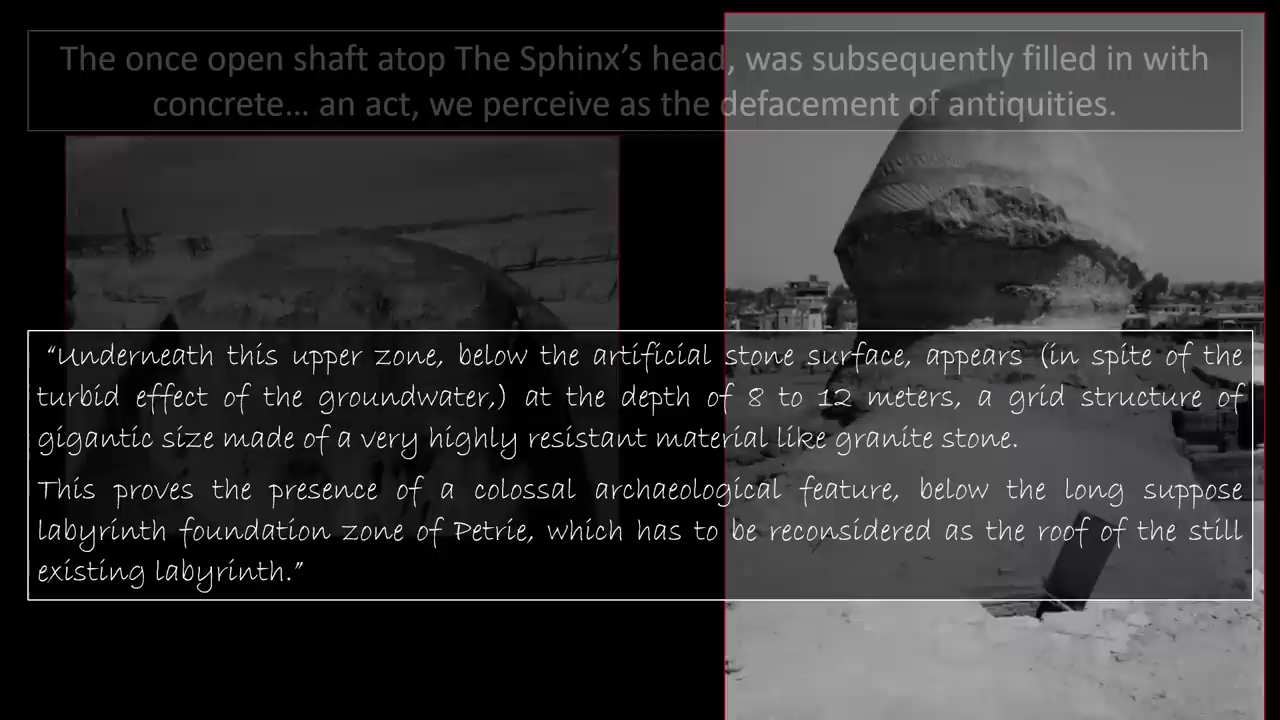 The once open shaft atop The Sphinx’s head, was subsequently filled in with
concrete... an act, we perceive as the defacement of antiquities.
“Underneath this upper zone, below the artificial stone surface, appears (in spite of the
turbid effect of the groundwater,) at the depth of 8 to 12 meters, a grid structure of
gigantic size made of a very highly resistant material like granite stone.
This proves the presence of a colossal archaeological feature, below the long suppose
labyrinth foundation zone of Petrie, which has to be reconsidered as the roof of the still
existing labyrinth.”